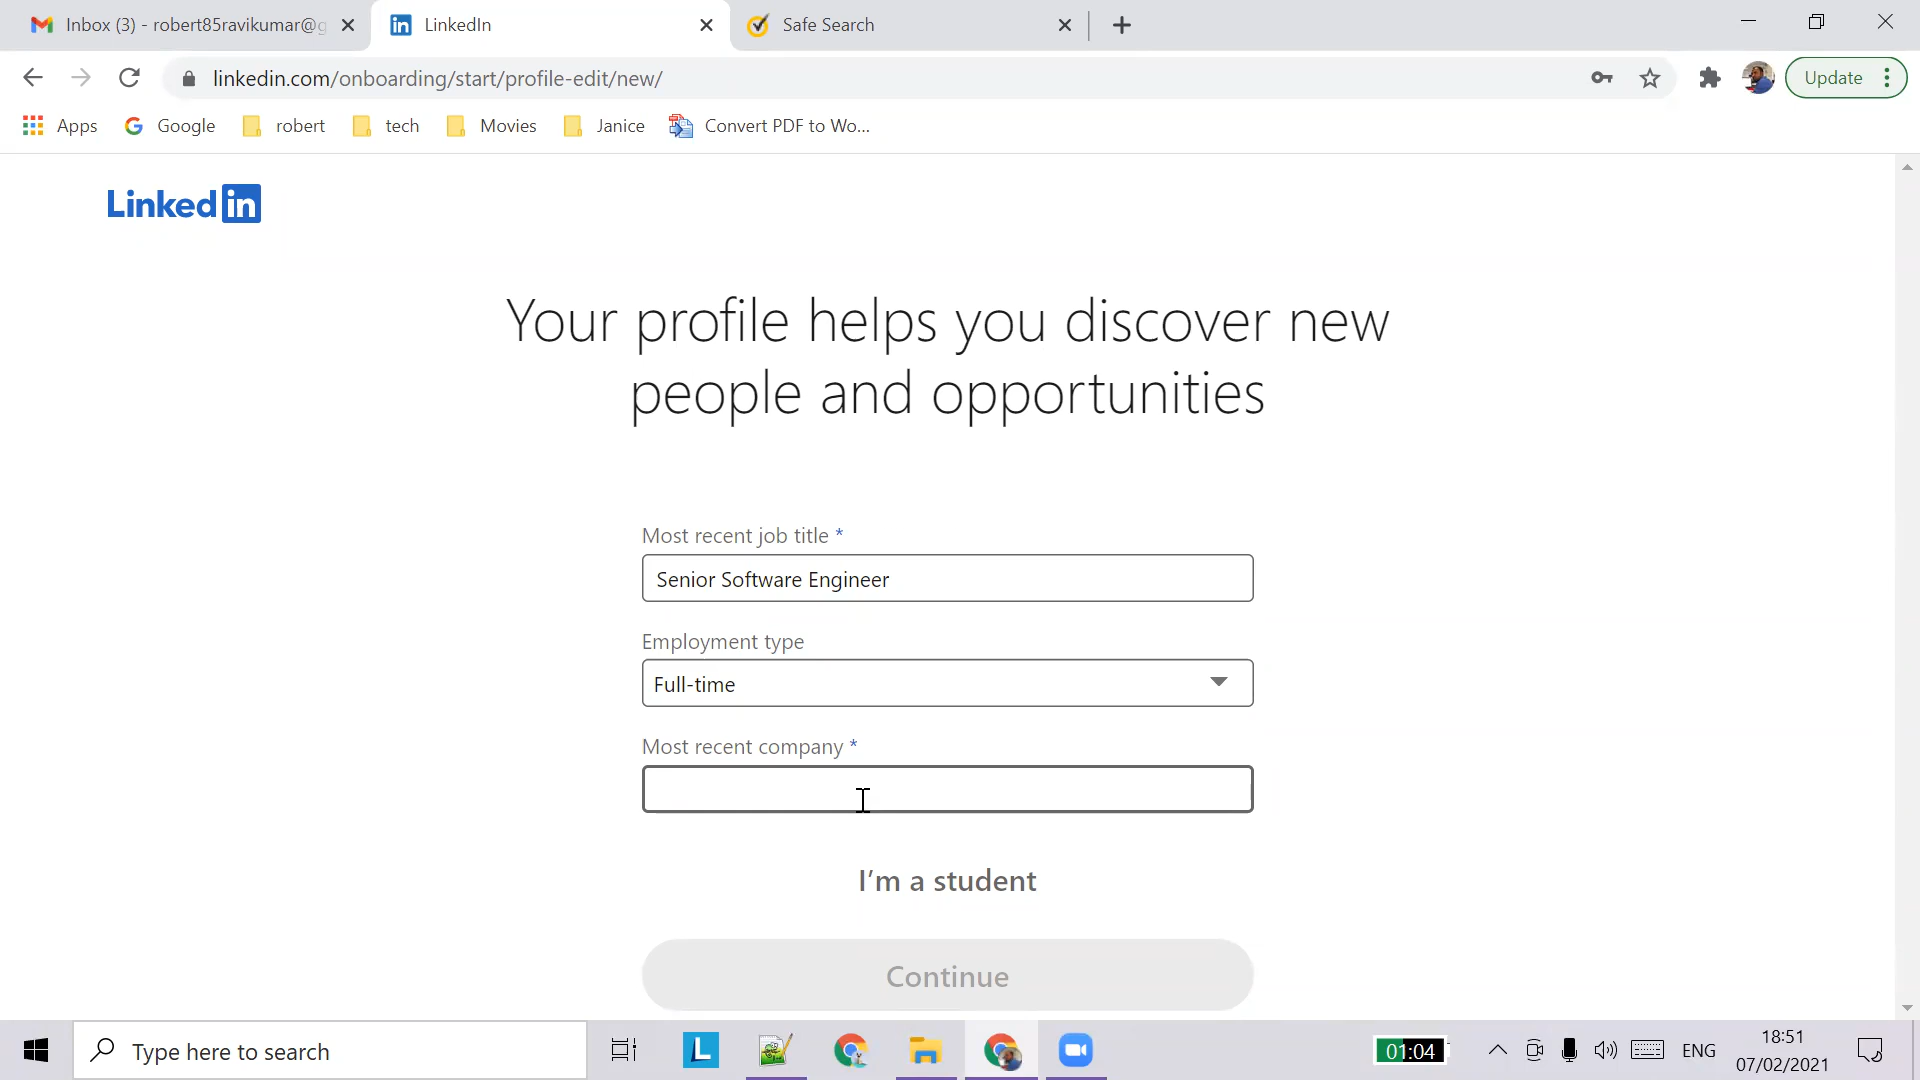 Inbox (3) - robert85ravikumar@g
LinkedIn
Safe Search
linkedin.com/onboarding/start/profile-edit/new/
Update
Apps
Google
robert
tech
Movies
Janice
Convert PDF to Wo...
Linked in
Your profile helps you discover new
people and opportunities
Most recent job title *
Senior Software Engineer
Employment type
Full-time
Most recent company *
I'm a student
Continue
Type here to search
L
01:04
ENG
18:51
07/02/2021